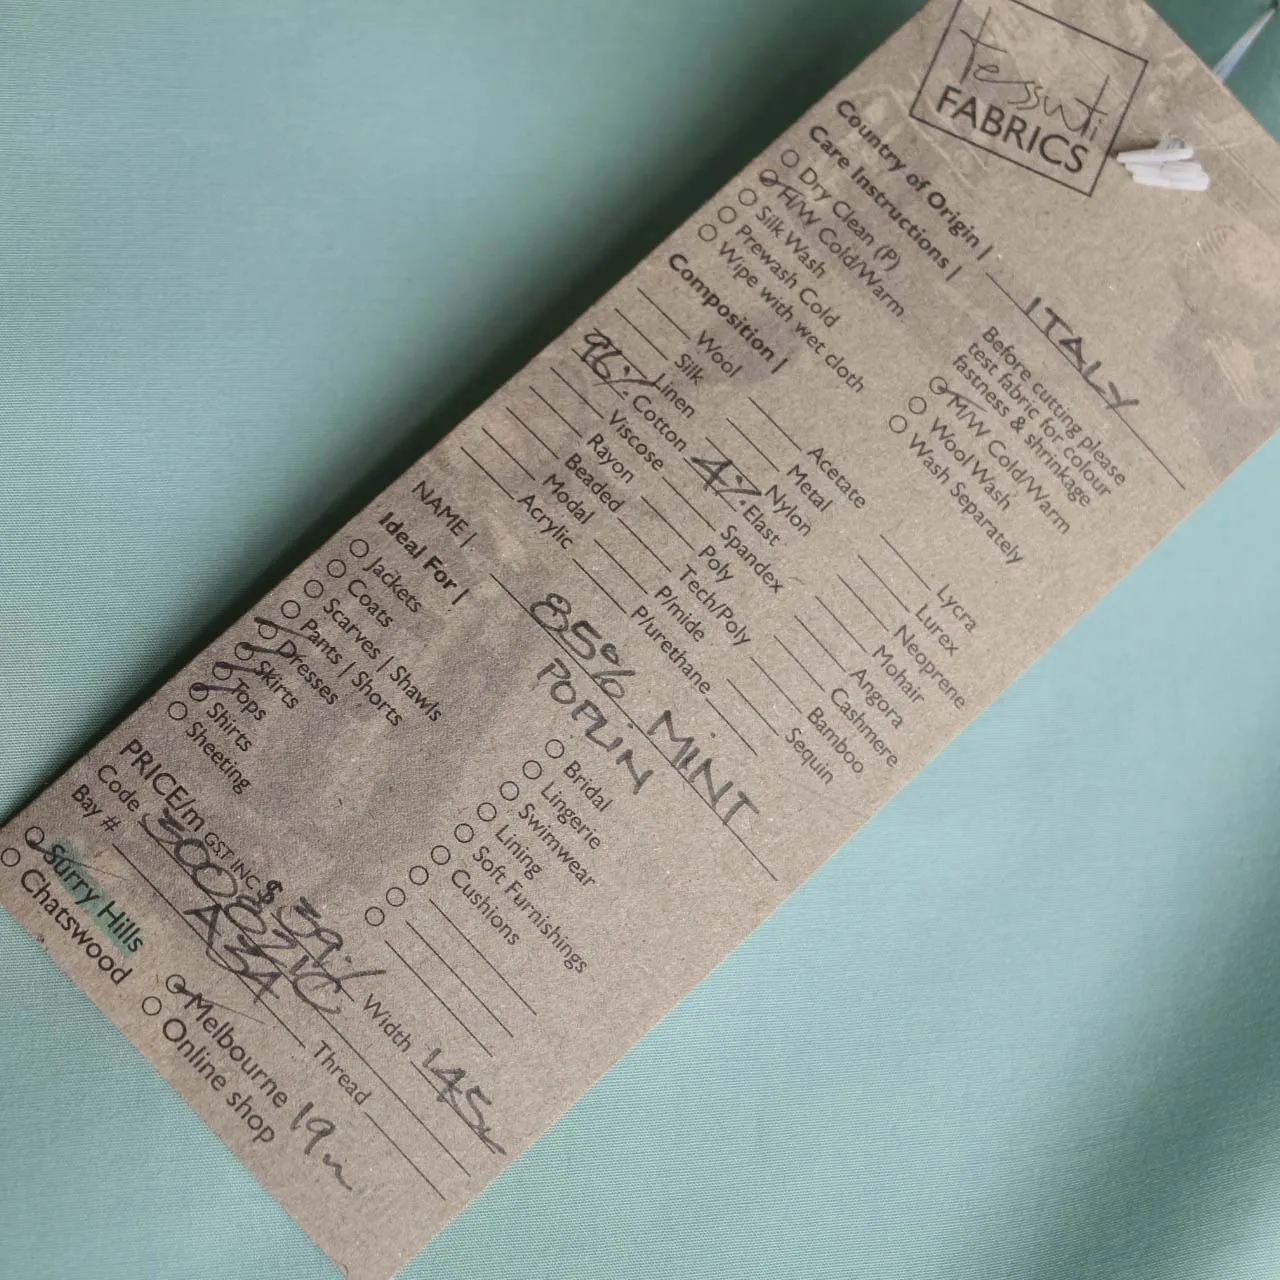 tessuti
FABRICS
Country of Origin | ITALY
Care Instructions |
Dry Clean (P)
H/W Cold/Warm
Silk Wash
Prewash Cold
Wipe with wet cloth
Before cutting please
test fabric for colour
fastness & shrinkage
M/W Cold/Warm
Wool Wash
Wash Separately
Composition |
Wool
Silk
Linen
96% Cotton
Viscose
Rayon
Beaded
Modal
Acrylic
Acetate
Metal
Nylon
4% Elast
Spandex
Poly
Tech/Poly
P/mide
P/urethane
Lycra
Lurex
Neoprene
Mohair
Angora
Cashmere
Bamboo
Sequin
NAME | 85% MINT
POPLIN
Ideal For |
Jackets
Coats
Scarves | Shawls
Pants | Shorts
Dresses
Skirts
Tops
Shirts
Sheeting
Bridal
Lingerie
Swimwear
Lining
Soft Furnishings
Cushions
PRICE/m GST INC $39 Width 145
Code
Bay # A34 Thread
Surry Hills
Chatswood
Melbourne 19m
Online shop